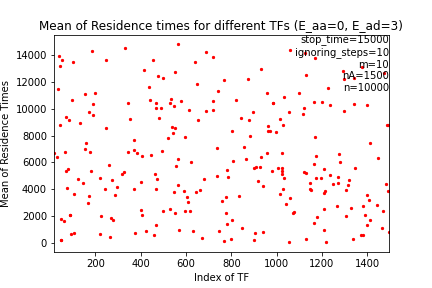 Mean of Residence times for different TFs (E_aa=0, E_ad=3)
stop_time=15000
ignoring_steps=10
m=10
nA=1500
n=10000
Mean of Residence Times
14000
12000
10000
8000
6000
4000
2000
0
200 400 600 800 1000 1200 1400
Index of TF